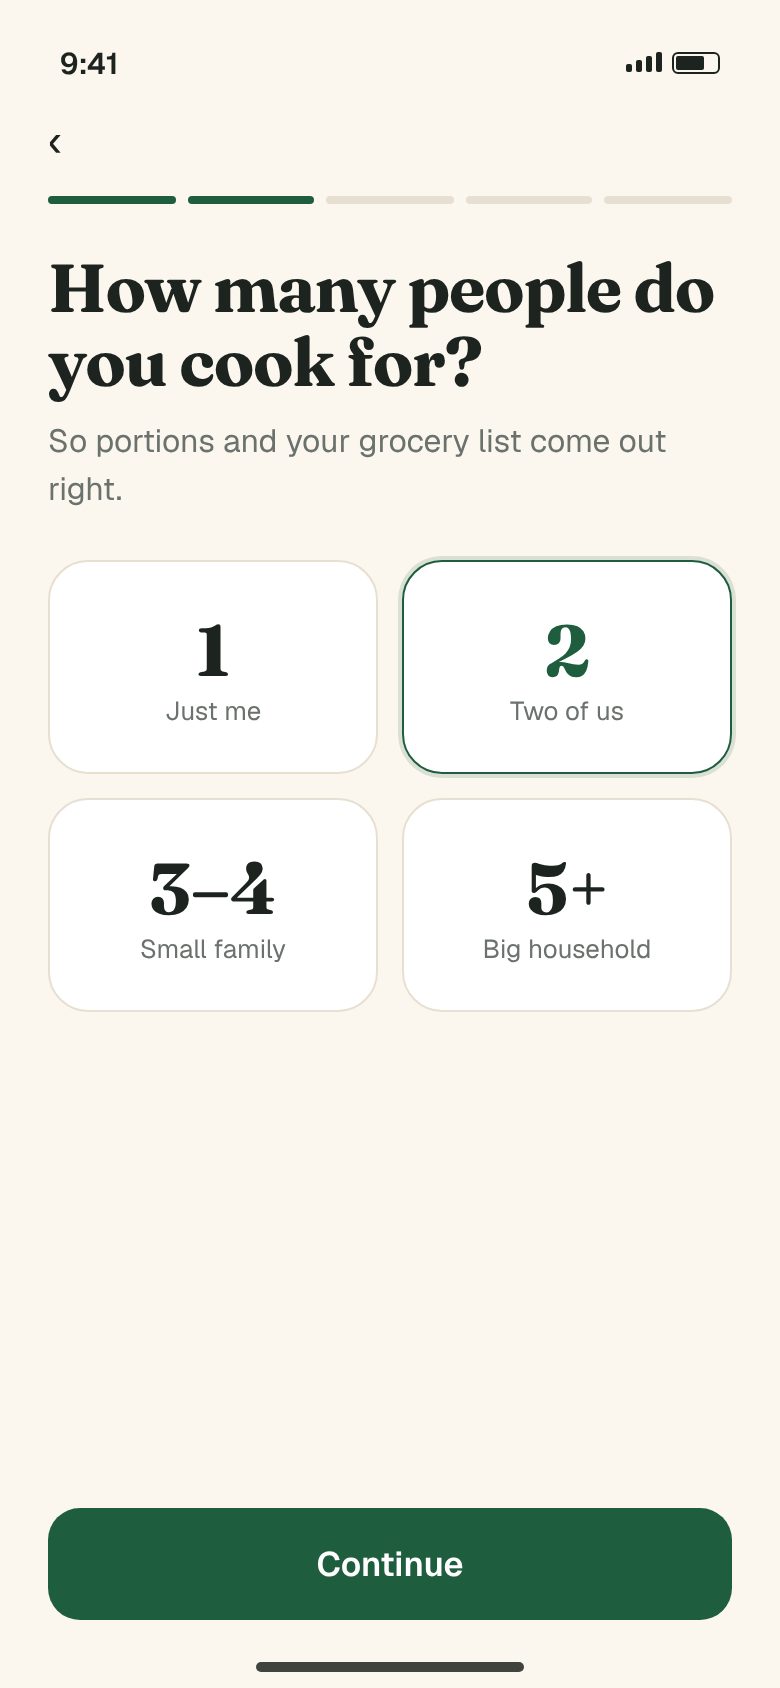 9:41
‹
How many people do
you cook for?
So portions and your grocery list come out
right.
1
Just me
2
Two of us
3–4
Small family
5+
Big household
Continue